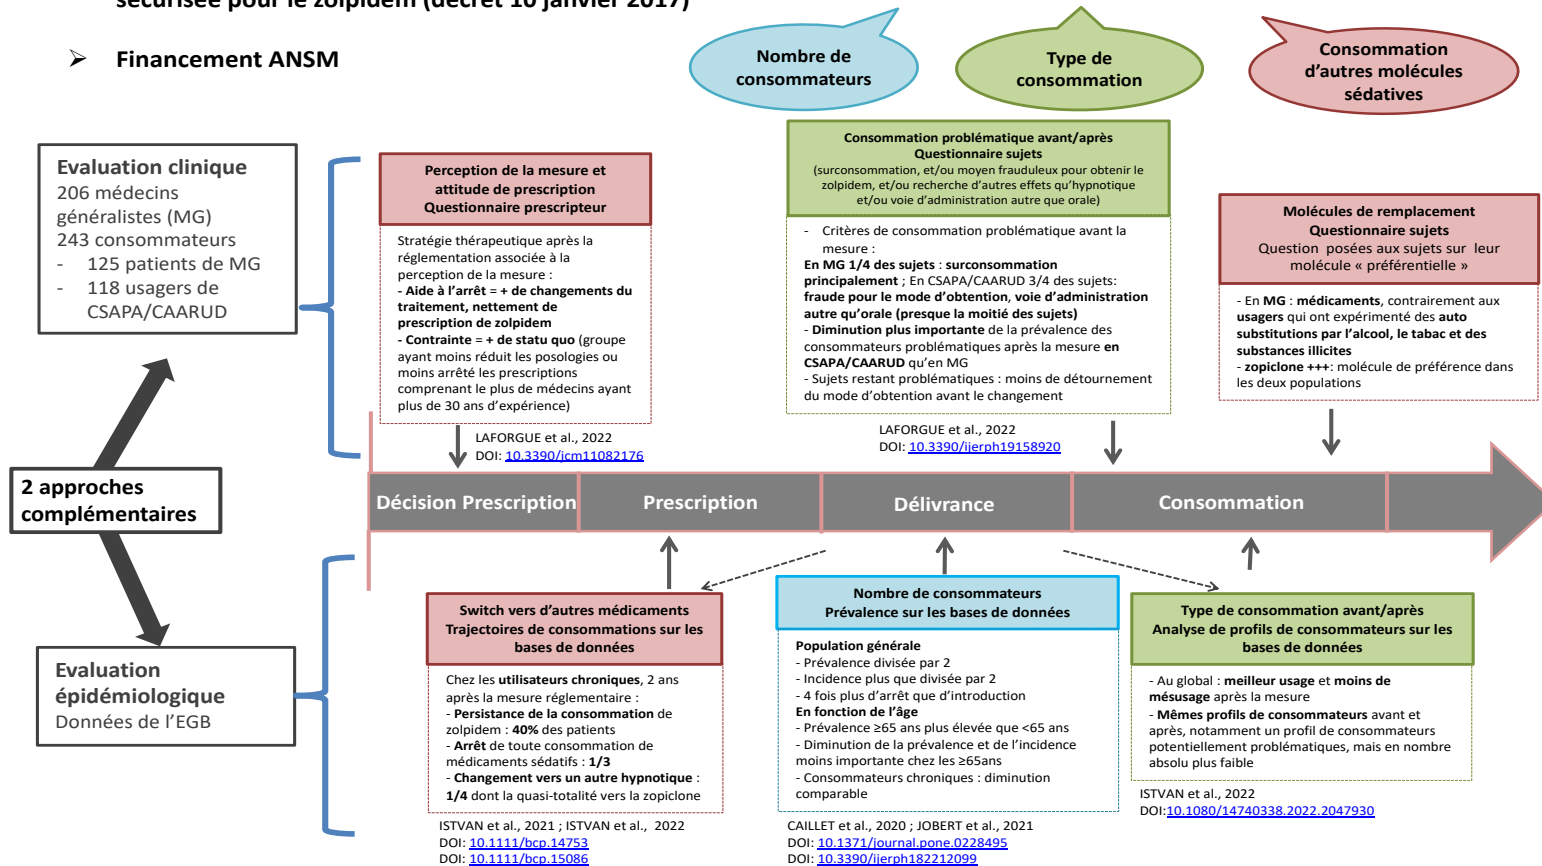 sécurisée pour le zolpidem (décret 10 janvier 2017)
➢ Financement ANSM
Nombre de
consommateurs
Type de
consommation
Consommation
d'autres molécules
sédatives
Evaluation clinique
206 médecins
généralistes (MG)
243 consommateurs
- 125 patients de MG
- 118 usagers de
CSAPA/CAARUD
Perception de la mesure et
attitude de prescription
Questionnaire prescripteur
Stratégie thérapeutique après la
réglementation associée à la
perception de la mesure :
- Aide à l'arrêt = + de changements du
traitement, nettement de
prescription de zolpidem
- Contrainte = + de statu quo (groupe
ayant moins réduit les posologies ou
moins arrêté les prescriptions
comprenant le plus de médecins ayant
plus de 30 ans d'expérience)
LAFORGUE et al., 2022
DOI: 10.3390/jcm11082176
Consommation problématique avant/après
Questionnaire sujets
(surconsommation, et/ou moyen frauduleux pour obtenir le
zolpidem, et/ou recherche d'autres effets qu'hypnotique
et/ou voie d'administration autre que orale)
- Critères de consommation problématique avant la
mesure :
En MG 1/4 des sujets : surconsommation
principalement ; En CSAPA/CAARUD 3/4 des sujets:
fraude pour le mode d'obtention, voie d'administration
autre qu'orale (presque la moitié des sujets)
- Diminution plus importante de la prévalence des
consommateurs problématiques après la mesure en
CSAPA/CAARUD qu'en MG
- Sujets restant problématiques : moins de détournement
du mode d'obtention avant le changement
LAFORGUE et al., 2022
DOI: 10.3390/ijerph19158920
Molécules de remplacement
Questionnaire sujets
Question posées aux sujets sur leur
molécule « préférentielle »
- En MG : médicaments, contrairement aux
usagers qui ont expérimenté des auto
substitutions par l'alcool, le tabac et des
substances illicites
- zopiclone +++: molécule de préférence dans
les deux populations
2 approches
complémentaires
Décision Prescription
Prescription
Délivrance
Consommation
Evaluation
épidémiologique
Données de l'EGB
Switch vers d'autres médicaments
Trajectoires de consommations sur les
bases de données
Chez les utilisateurs chroniques, 2 ans
après la mesure réglementaire :
- Persistance de la consommation de
zolpidem : 40% des patients
- Arrêt de toute consommation de
médicaments sédatifs : 1/3
- Changement vers un autre hypnotique :
1/4 dont la quasi-totalité vers la zopiclone
ISTVAN et al., 2021 ; ISTVAN et al., 2022
DOI: 10.1111/bcp.14753
DOI: 10.1111/bcp.15086
Nombre de consommateurs
Prévalence sur les bases de données
Population générale
- Prévalence divisée par 2
- Incidence plus que divisée par 2
- 4 fois plus d'arrêt que d'introduction
En fonction de l'âge
- Prévalence ≥65 ans plus élevée que <65 ans
- Diminution de la prévalence et de l'incidence
moins importante chez les ≥65ans
- Consommateurs chroniques : diminution
comparable
CAILLET et al., 2020 ; JOBERT et al., 2021
DOI: 10.1371/journal.pone.0228495
DOI: 10.3390/ijerph182212099
Type de consommation avant/après
Analyse de profils de consommateurs sur les
bases de données
- Au global : meilleur usage et moins de
mésusage après la mesure
- Mêmes profils de consommateurs avant et
après, notamment un profil de consommateurs
potentiellement problématiques, mais en nombre
absolu plus faible
ISTVAN et al., 2022
DOI:10.1080/14740338.2022.2047930